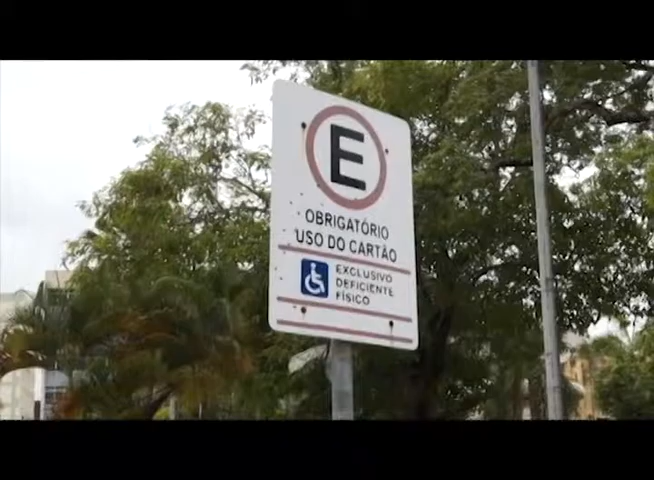 E
OBRIGATÓRIO
USO DO CARTÃO
EXCLUSIVO
DEFICIENTE
FÍSICO